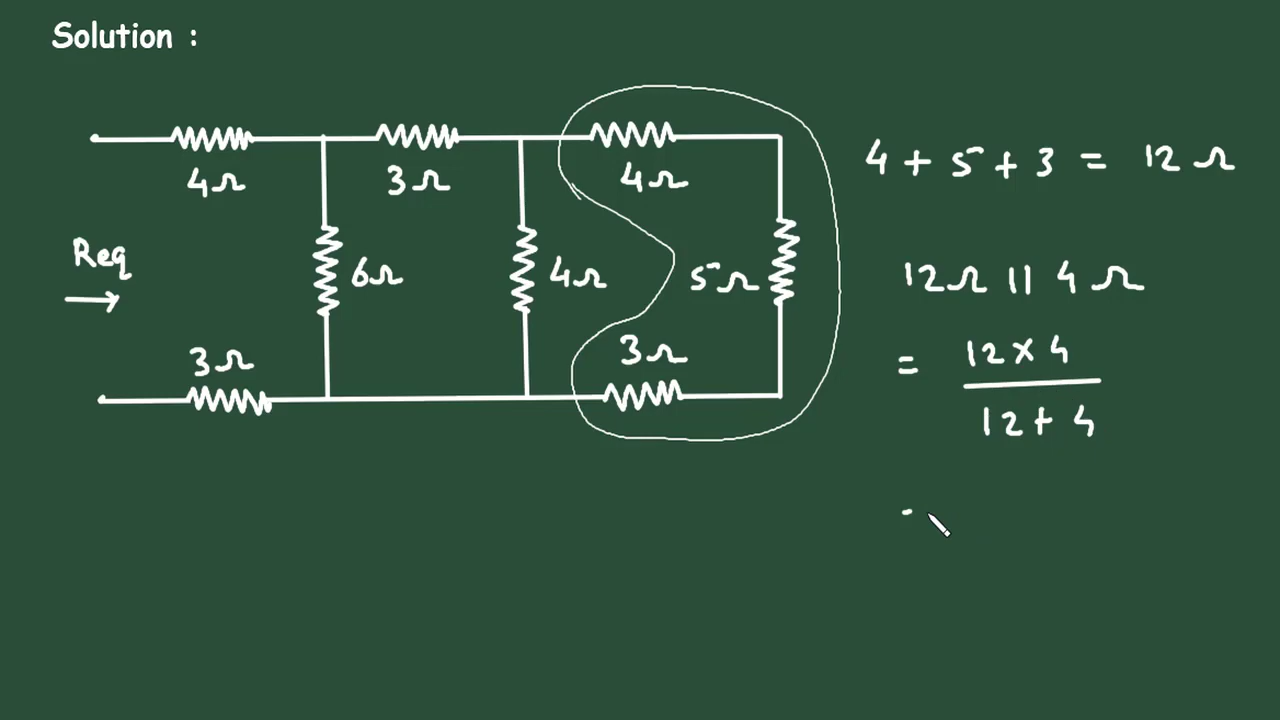 Solution :
4Ω 3Ω 4Ω
4 + 5 + 3 = 12 Ω
Req
6Ω 4Ω 5Ω
12Ω || 4 Ω
3Ω 3Ω
= 12 × 4
12 + 4
-